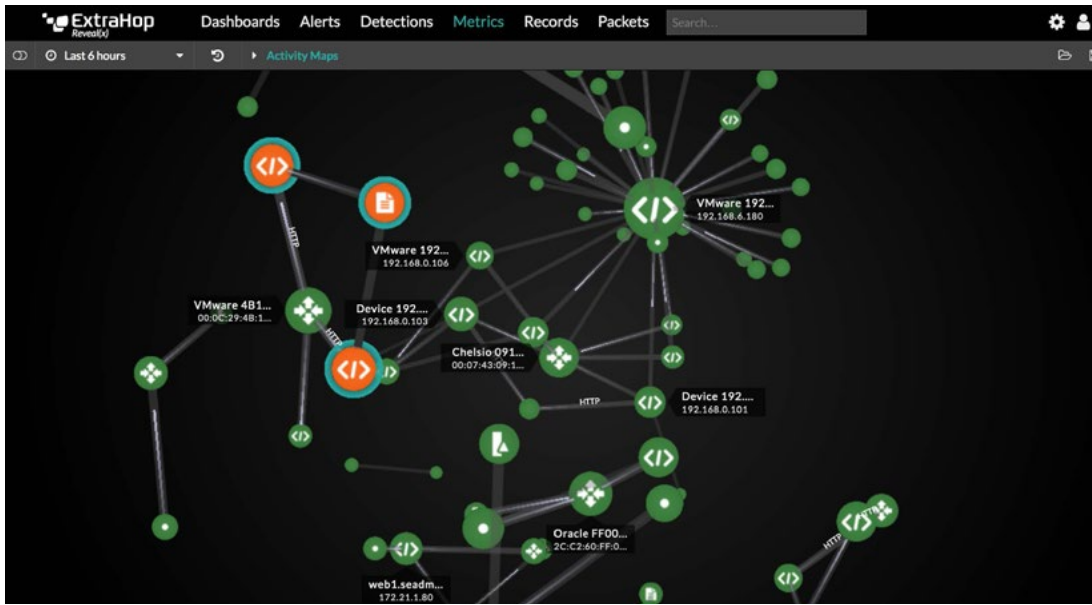 ExtraHop
Reveal(x)
Dashboards Alerts Detections Metrics Records Packets Search...
Last 6 hours Activity Maps
</>
VMware 192....
192.168.6.180
HTTP
VMware 192....
192.168.0.106
VMware 4B1...
00:0C:29:4B:1...
Device 192....
192.168.0.103
HTTP
Chelsio 091...
00:07:43:09:1...
HTTP
Device 192....
192.168.0.101
Oracle FF00...
2C:C2:60:FF:0...
HTTP
HTTP
web1.seadm...
172.21.1.80